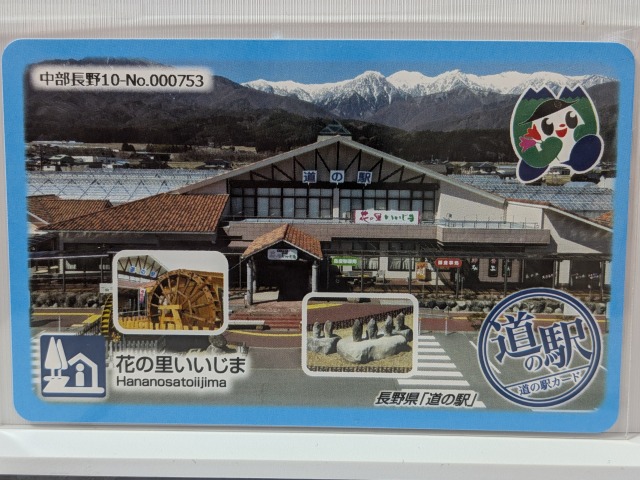 中部長野10-No.000753
道の駅
花の里いいじま
花の里いいじま
Hananosatoiijima
長野県「道の駅」
道の駅
道の駅カード